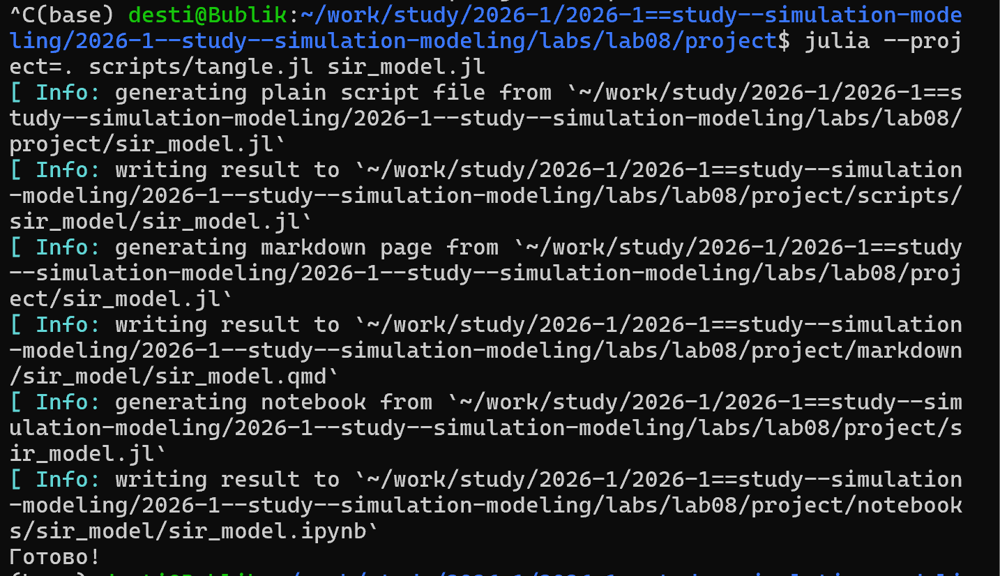 ^C(base) desti@Bublik:~/work/study/2026-1/2026-1==study--simulation-mode
ling/2026-1--study--simulation-modeling/labs/lab08/project$ julia --proj
ect=. scripts/tangle.jl sir_model.jl
[ Info: generating plain script file from `~/work/study/2026-1/2026-1==s
tudy--simulation-modeling/2026-1--study--simulation-modeling/labs/lab08/
project/sir_model.jl`
[ Info: writing result to `~/work/study/2026-1/2026-1==study--simulation
-modeling/2026-1--study--simulation-modeling/labs/lab08/project/scripts/
sir_model/sir_model.jl`
[ Info: generating markdown page from `~/work/study/2026-1/2026-1==study
--simulation-modeling/2026-1--study--simulation-modeling/labs/lab08/proj
ect/sir_model.jl`
[ Info: writing result to `~/work/study/2026-1/2026-1==study--simulation
-modeling/2026-1--study--simulation-modeling/labs/lab08/project/markdown
/sir_model/sir_model.qmd`
[ Info: generating notebook from `~/work/study/2026-1/2026-1==study--sim
ulation-modeling/2026-1--study--simulation-modeling/labs/lab08/project/s
ir_model.jl`
[ Info: writing result to `~/work/study/2026-1/2026-1==study--simulation
-modeling/2026-1--study--simulation-modeling/labs/lab08/project/notebook
s/sir_model/sir_model.ipynb`
Готово!